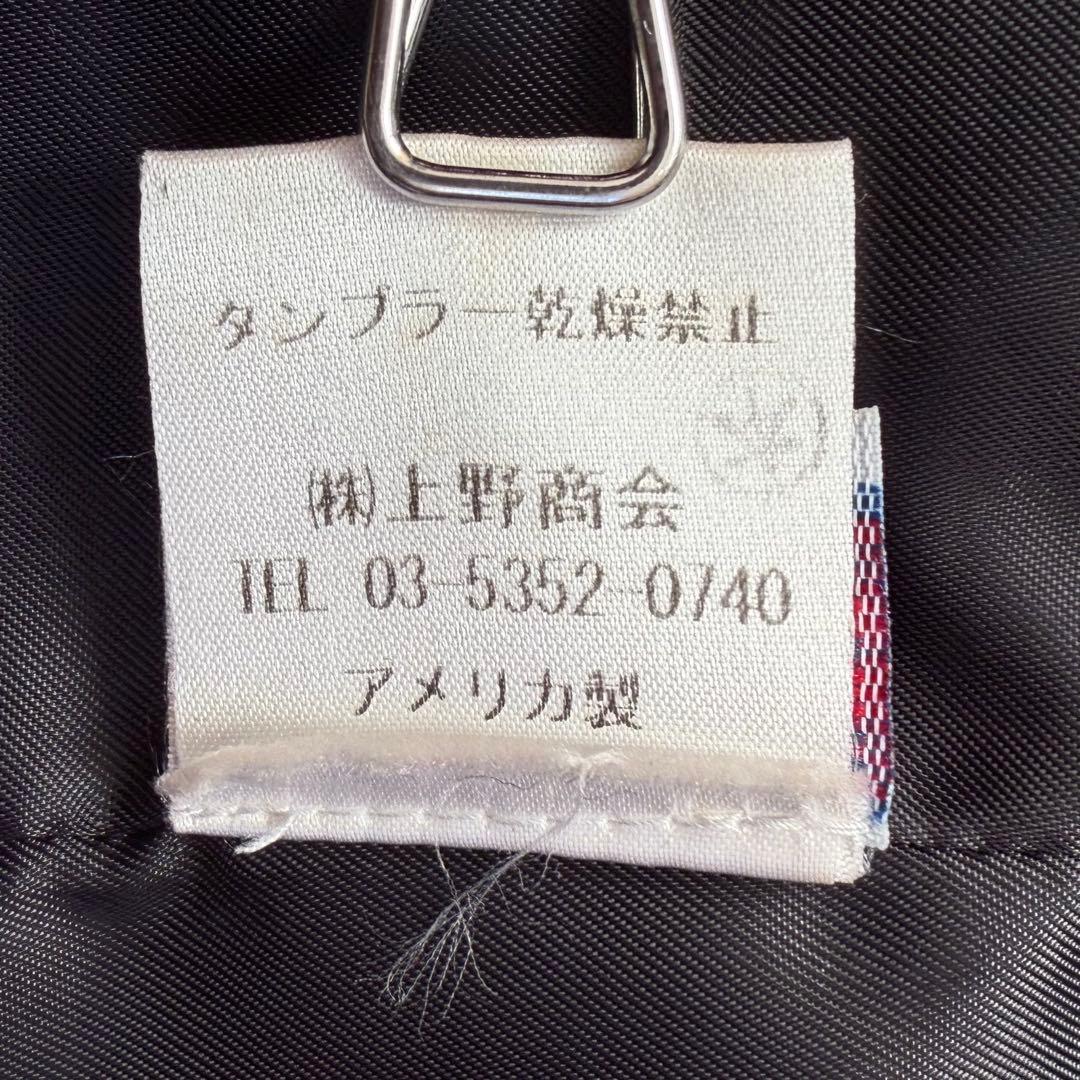 タンブラー乾燥禁止
㈱上野商会
TEL 03-5352-0740
アメリカ製